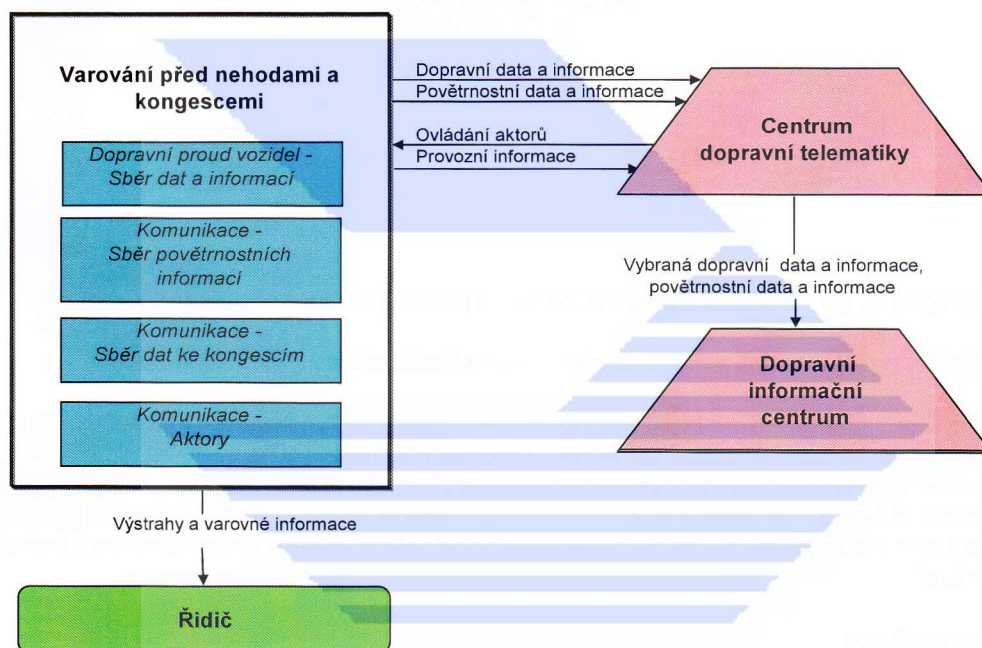 Varování před nehodami a
kongescemi
Dopravní proud vozidel -
Sběr dat a informací
Komunikace -
Sběr povětrnostních
informací
Komunikace -
Sběr dat ke kongescím
Komunikace -
Aktory
Dopravní data a informace
Povětrnostní data a informace
Ovládání aktorů
Provozní informace
Centrum
dopravní telematiky
Vybraná dopravní data a informace,
povětrnostní data a informace
Dopravní
informační
centrum
Výstrahy a varovné informace
Řidič